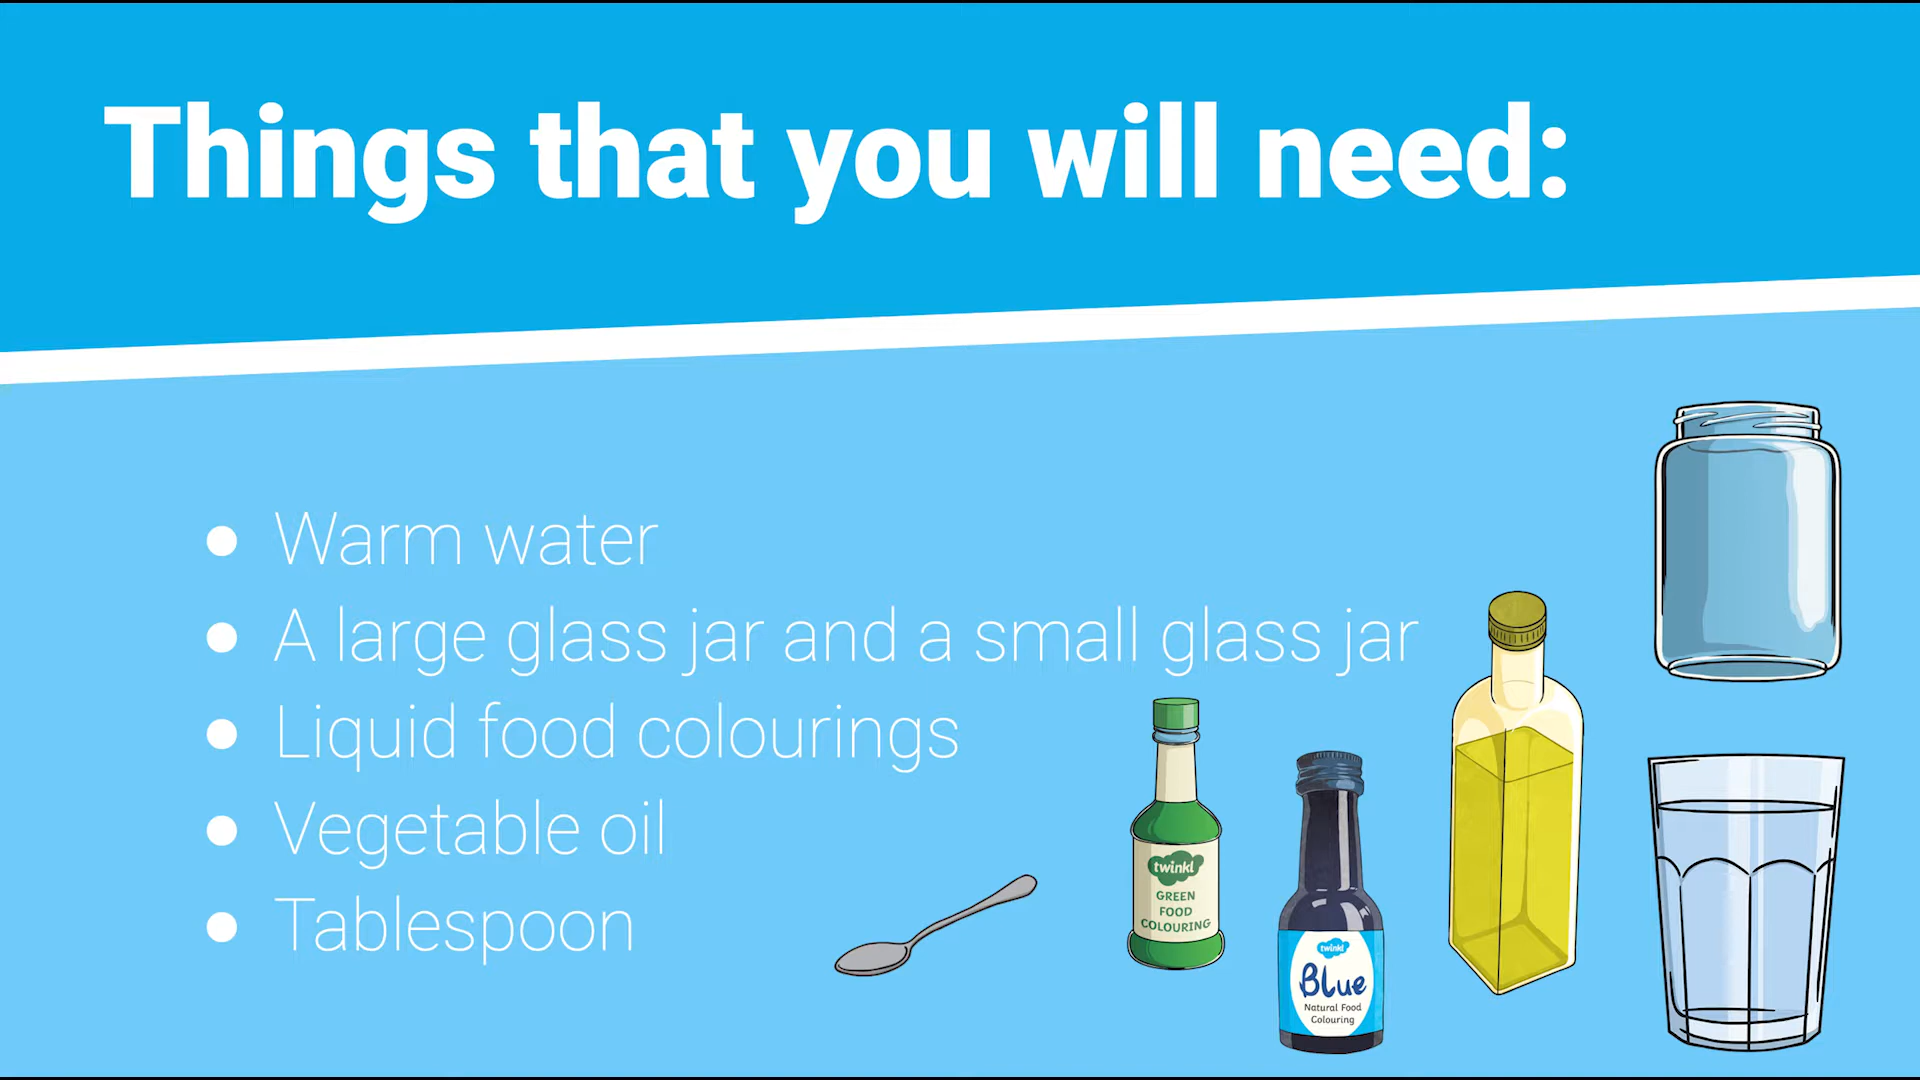 Things that you will need:
● Warm water
● A large glass jar and a small glass jar
● Liquid food colourings
● Vegetable oil
● Tablespoon
twinkl
GREEN
FOOD
COLOURING
twinkl
Blue
Natural Food
Colouring